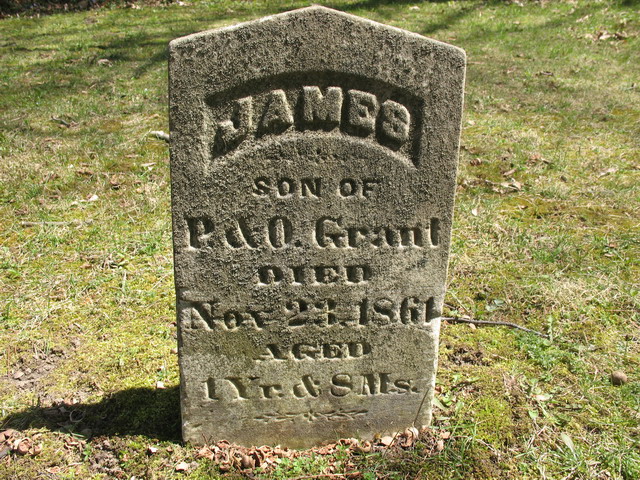 JAMES
SON OF
P. & O. Grant
DIED
Nov 23. 1861
AGED
1 Yr. & 8 Ms.